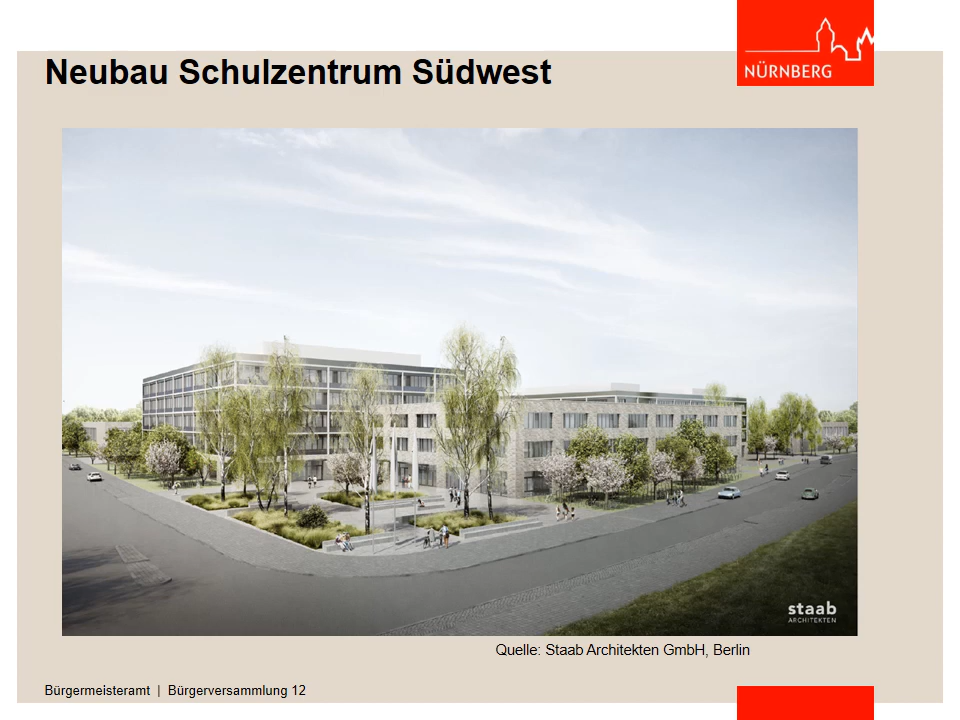 Neubau Schulzentrum Südwest
NÜRNBERG
staab
ARCHITEKTEN
Quelle: Staab Architekten GmbH, Berlin
Bürgermeisteramt | Bürgerversammlung 12